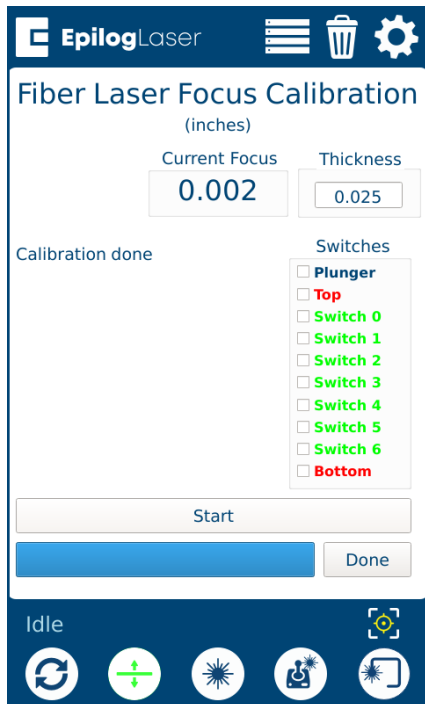 EpilogLaser
Fiber Laser Focus Calibration
(inches)
Current Focus
0.002
Thickness
0.025
Calibration done
Switches
Plunger
Top
Switch 0
Switch 1
Switch 2
Switch 3
Switch 4
Switch 5
Switch 6
Bottom
Start
Done
Idle